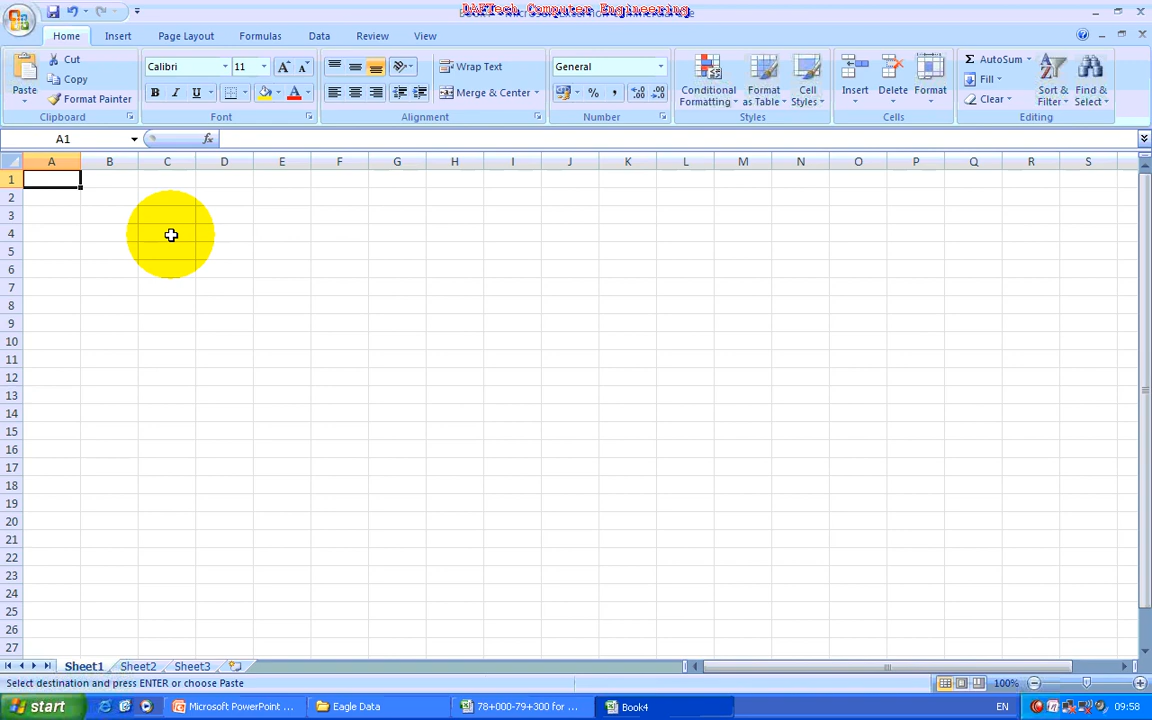 DAFTech Computer Engineering
Home Insert Page Layout Formulas Data Review View
Paste
Cut
Copy
Format Painter
Clipboard
Calibri 11
B I U
Font
Wrap Text
Merge & Center
Alignment
General
%
Number
Conditional Formatting
Format as Table
Cell Styles
Styles
Insert
Delete
Format
Cells
AutoSum
Fill
Clear
Sort & Filter
Find & Select
Editing
A1 fx
A B C D E F G H I J K L M N O P Q R S
1
2
3
4
5
6
7
8
9
10
11
12
13
14
15
16
17
18
19
20
21
22
23
24
25
26
27
Sheet1 Sheet2 Sheet3
Select destination and press ENTER or choose Paste 100%
start Microsoft PowerPoint ... Eagle Data 78+000-79+300 for ... Book4 EN 09:58